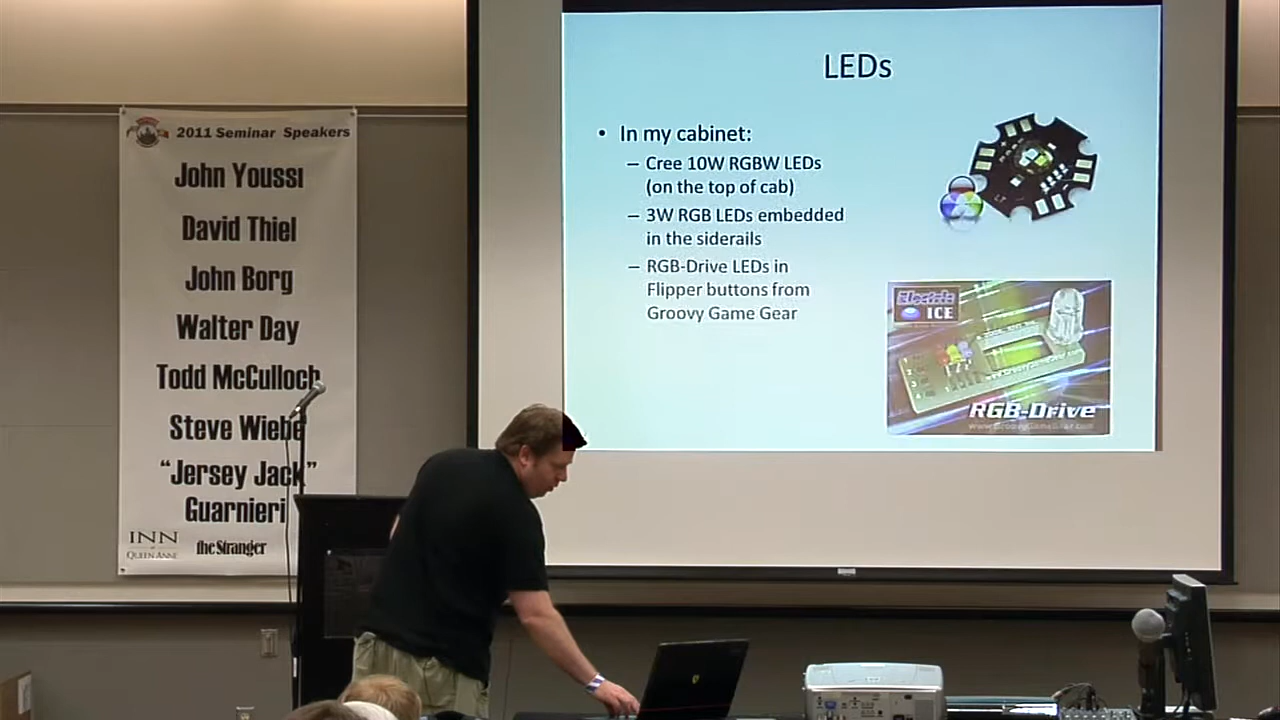 2011 Seminar Speakers
John Youssi
David Thiel
John Borg
Walter Day
Todd McCulloch
Steve Wiebe
“Jersey Jack”
Guarnieri
INN
QUEEN ANNE
the Stranger
LEDs
• In my cabinet:
– Cree 10W RGBW LEDs
(on the top of cab)
– 3W RGB LEDs embedded
in the siderails
– RGB-Drive LEDs in
Flipper buttons from
Groovy Game Gear
Electric
ICE
RGB-Drive
www.GroovyGameGear.com